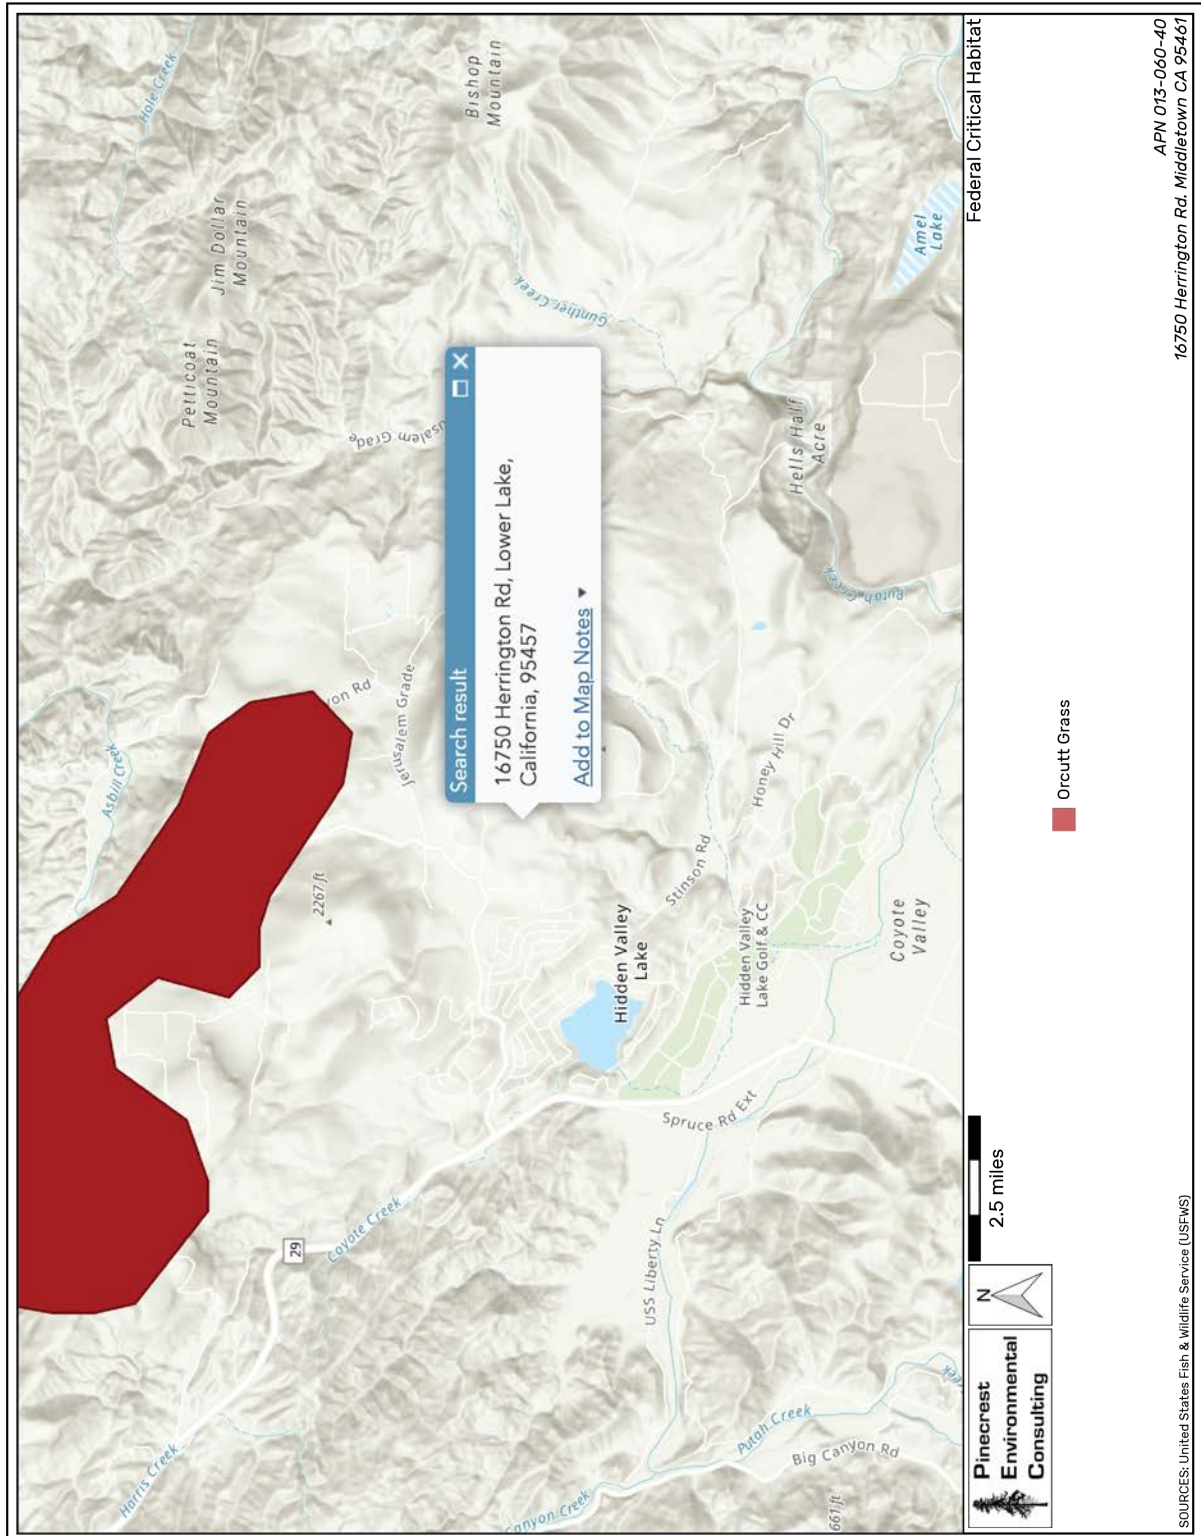 Hole Creek
Bishop
Mountain
Jim Dollar
Mountain
Petticoat
Mountain
Gunther Creek
Amel
Lake
Jerusalem Grade
Hells Half
Acre
Putah Creek
Asbill Creek
yon Rd
usalem Grade
Search result
16750 Herrington Rd, Lower Lake,
California, 95457
Add to Map Notes
2267 ft
Honey Hill Dr
Stinson Rd
Hidden Valley
Lake
Hidden Valley
Lake Golf & CC
Coyote
Valley
Spruce Rd Ext
29
Coyote Creek
USS Liberty Ln
Harris Creek
Canyon Creek
Putah Creek
Big Canyon Rd
661 ft
reek
Federal Critical Habitat
Pinecrest
Environmental
Consulting
N
2.5 miles
Orcutt Grass
APN 013-060-40
16750 Herrington Rd. Middletown CA 95461
SOURCES: United States Fish & Wildlife Service (USFWS)